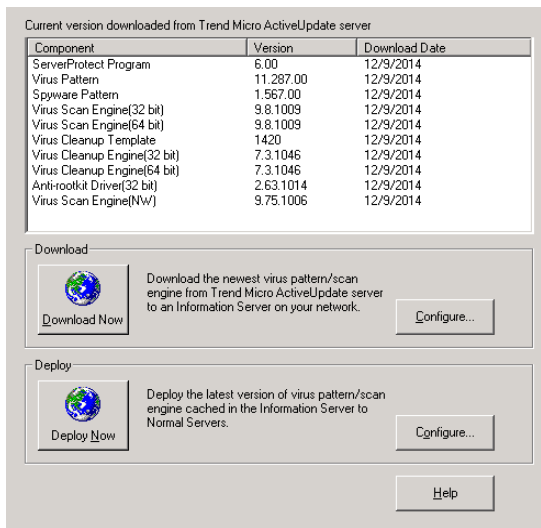 Current version downloaded from Trend Micro ActiveUpdate server
Component Version Download Date
ServerProtect Program 6.00 12/9/2014
Virus Pattern 11.287.00 12/9/2014
Spyware Pattern 1.567.00 12/9/2014
Virus Scan Engine(32 bit) 9.8.1009 12/9/2014
Virus Scan Engine(64 bit) 9.8.1009 12/9/2014
Virus Cleanup Template 1420 12/9/2014
Virus Cleanup Engine(32 bit) 7.3.1046 12/9/2014
Virus Cleanup Engine(64 bit) 7.3.1046 12/9/2014
Anti-rootkit Driver(32 bit) 2.63.1014 12/9/2014
Virus Scan Engine(NW) 9.75.1006 12/9/2014
Download
Download Now
Download the newest virus pattern/scan
engine from Trend Micro ActiveUpdate server
to an Information Server on your network.
Configure...
Deploy
Deploy Now
Deploy the latest version of virus pattern/scan
engine cached in the Information Server to
Normal Servers.
Configure...
Help